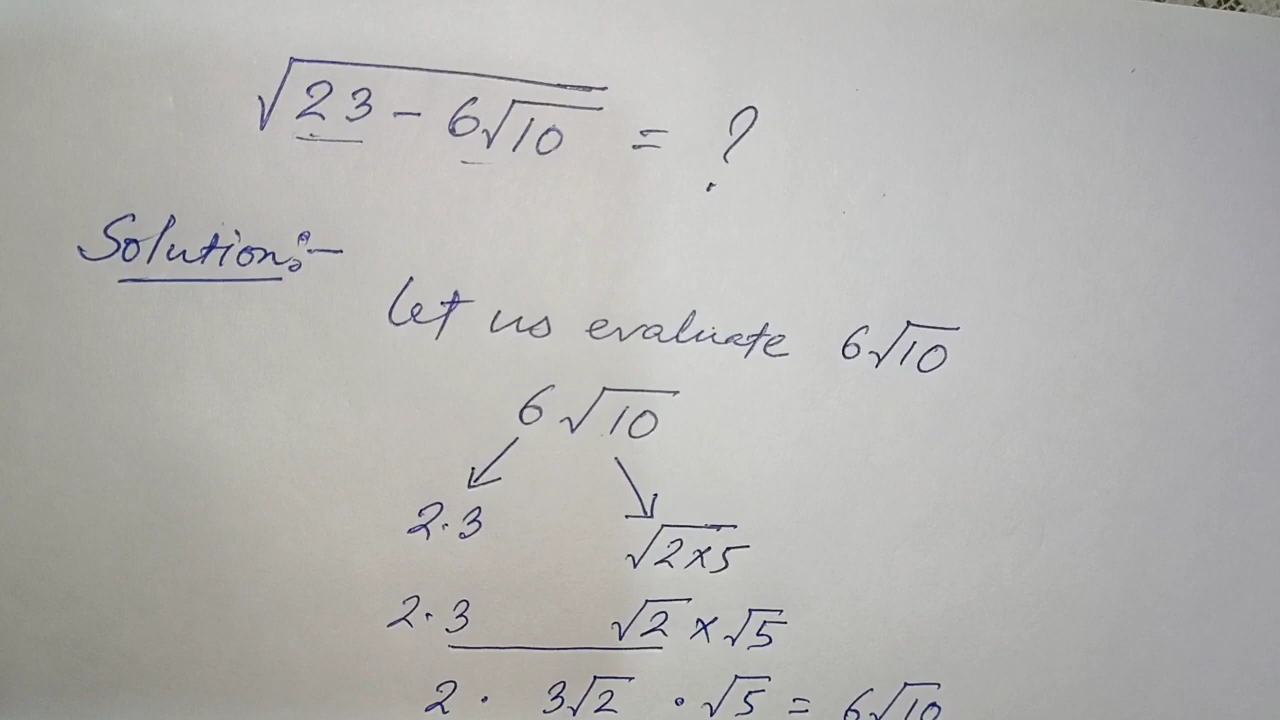 √(23 - 6√10) = ?
Solution:-
Let us evaluate 6√10
6√10
2·3 √2×5
2·3 √2 × √5
2 · 3√2 · √5 = 6√10